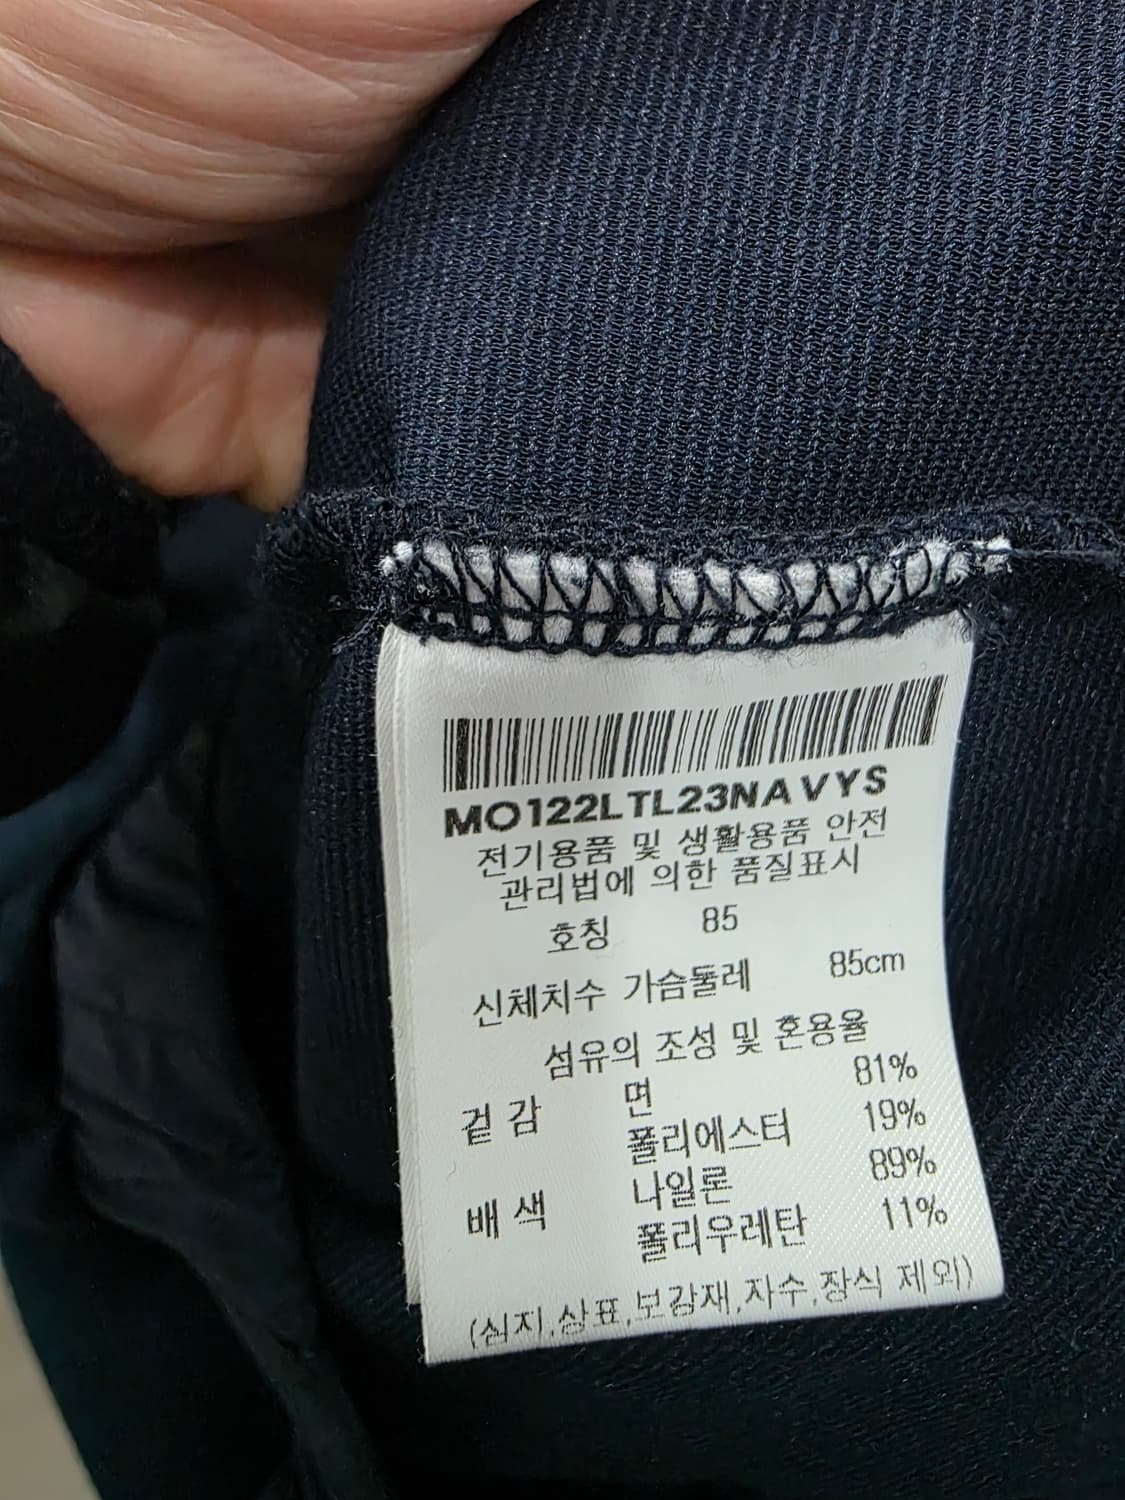 MO122LTL23NAVYS
전기용품 및 생활용품 안전
관리법에 의한 품질표시
호칭 85
신체치수 가슴둘레 85cm
섬유의 조성 및 혼용율
겉감 면 81%
폴리에스터 19%
배색 나일론 89%
폴리우레탄 11%
(심지,상표,보강재,자수,장식 제외)